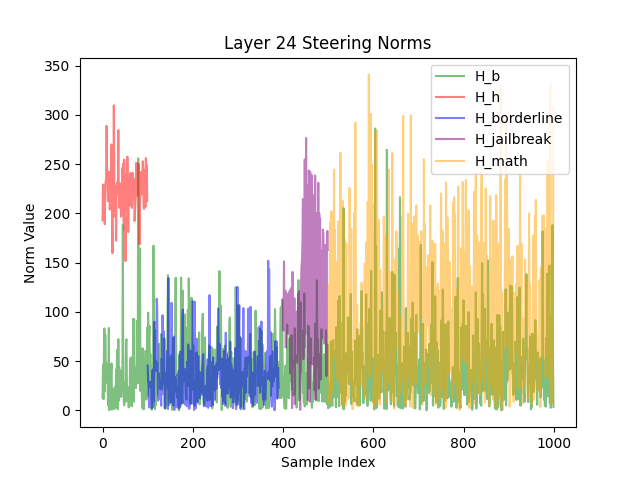 Layer 24 Steering Norms
350
300
250
200
150
100
50
0
Norm Value
H_b
H_h
H_borderline
H_jailbreak
H_math
0
200
400
600
800
1000
Sample Index